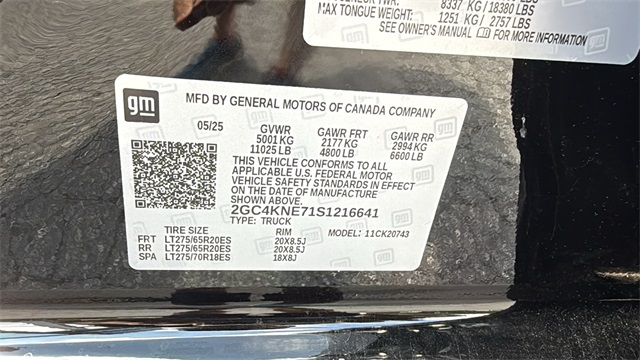 8337 KG / 18380 LBS
MAX TONGUE WEIGHT: 1251 KG / 2757 LBS
SEE OWNER'S MANUAL FOR MORE INFORMATION
gm
MFD BY GENERAL MOTORS OF CANADA COMPANY
05/25 GVWR GAWR FRT GAWR RR
5001 KG 2177 KG 2994 KG
11025 LB 4800 LB 6600 LB
THIS VEHICLE CONFORMS TO ALL
APPLICABLE U.S. FEDERAL MOTOR
VEHICLE SAFETY STANDARDS IN EFFECT
ON THE DATE OF MANUFACTURE
SHOWN ABOVE.
2GC4KNE71S1216641
TYPE: TRUCK
TIRE SIZE RIM MODEL: 11CK20743
FRT LT275/65R20ES 20X8.5J
RR LT275/65R20ES 20X8.5J
SPA LT275/70R18ES 18X8J